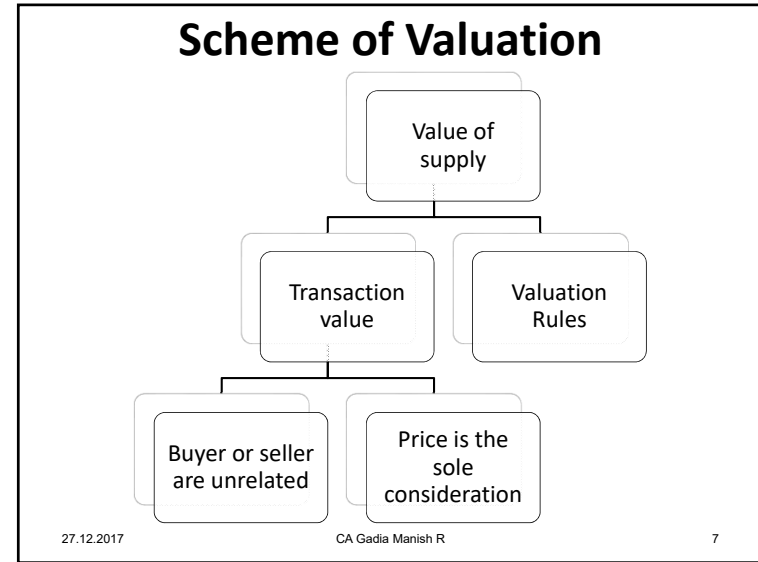 Scheme of Valuation
Value of
supply
Transaction
value
Valuation
Rules
Buyer or seller
are unrelated
Price is the
sole
consideration
27.12.2017
CA Gadia Manish R
7